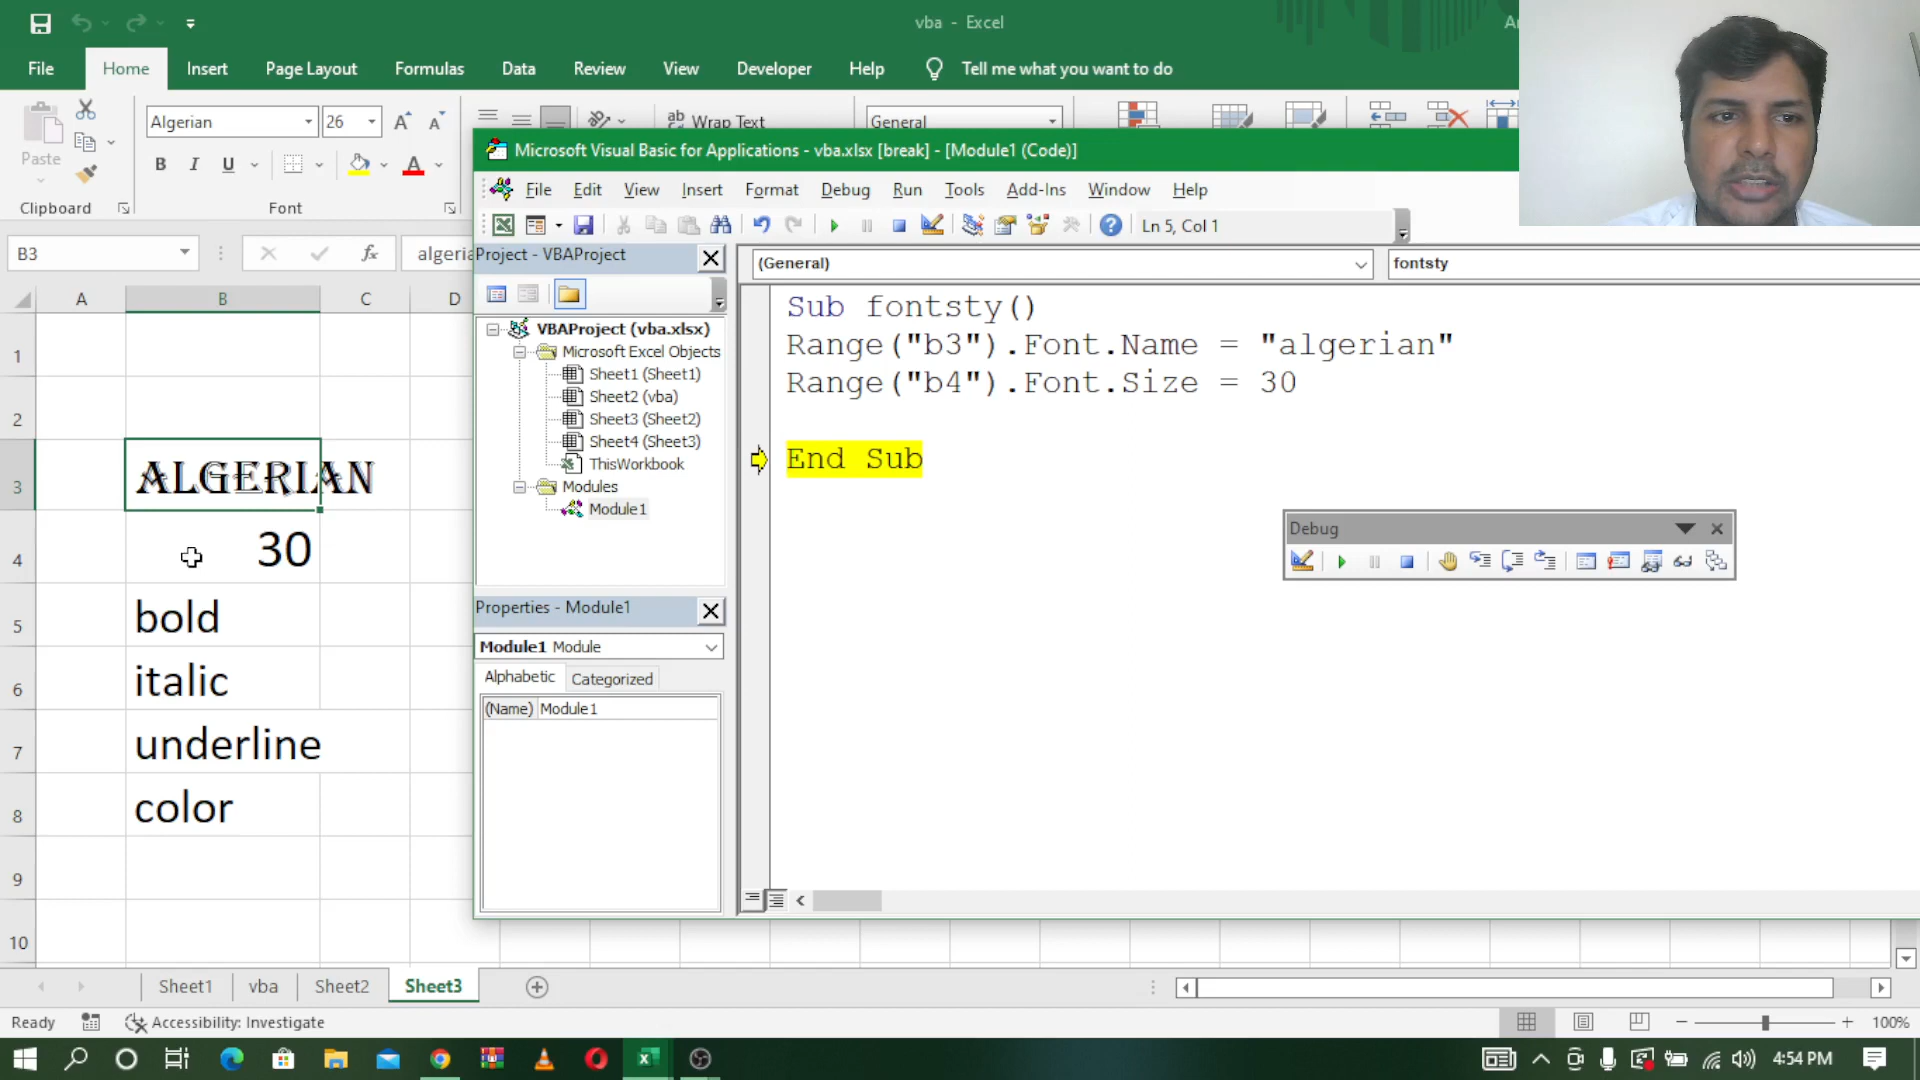 vba - Excel
File Home Insert Page Layout Formulas Data Review View Developer Help Tell me what you want to do
Algerian 26 A A ab Wrap Text General
Paste B I U A
Clipboard Font
Microsoft Visual Basic for Applications - vba.xlsx [break] - [Module1 (Code)]
File Edit View Insert Format Debug Run Tools Add-Ins Window Help
Ln 5, Col 1
B3 fx algeria
Project - VBAProject
(General) fontsty
A B C D
VBAProject (vba.xlsx)
Microsoft Excel Objects
Sheet1 (Sheet1)
Sheet2 (vba)
Sheet3 (Sheet2)
Sheet4 (Sheet3)
ThisWorkbook
Modules
Module1
Sub fontsty()
Range("b3").Font.Name = "algerian"
Range("b4").Font.Size = 30
End Sub
Debug
Properties - Module1
Module1 Module
Alphabetic Categorized
(Name) Module1
1
2
3 ALGERIAN
4 30
5 bold
6 italic
7 underline
8 color
9
10
Sheet1 vba Sheet2 Sheet3
Ready Accessibility: Investigate 100%
4:54 PM